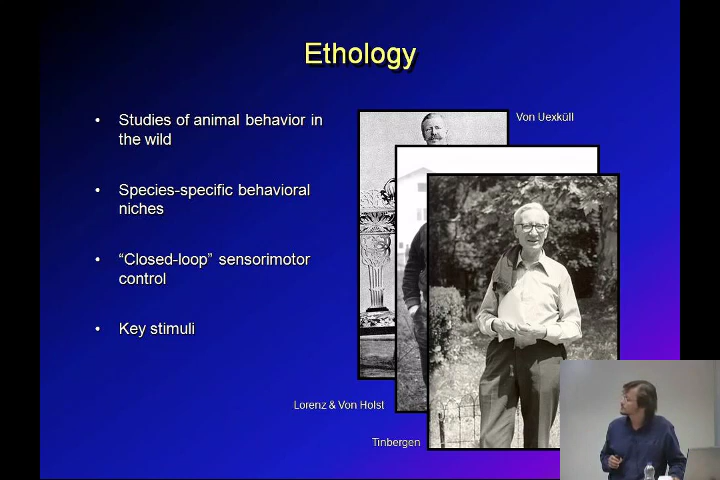 Ethology
• Studies of animal behavior in
the wild
• Species-specific behavioral
niches
• “Closed-loop” sensorimotor
control
• Key stimuli
Von Uexküll
Lorenz & Von Holst
Tinbergen